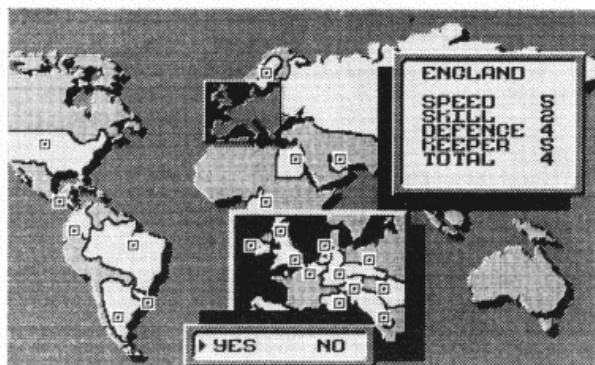 ENGLAND
SPEED 5
SKILL 2
DEFENCE 4
KEEPER 5
TOTAL 4
YES NO